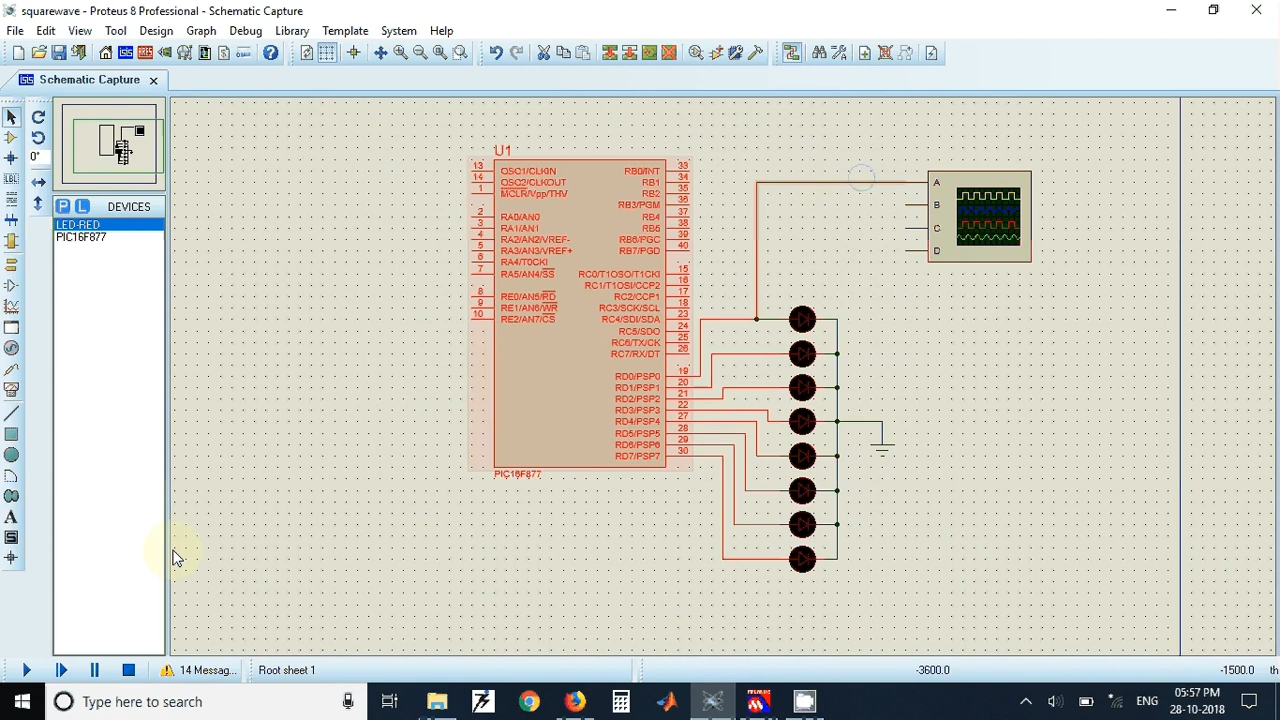 squarewave - Proteus 8 Professional - Schematic Capture
File Edit View Tool Design Graph Debug Library Template System Help
Schematic Capture
0°
LBL
P L DEVICES
LED-RED
PIC16F877
A
U1
13 OSC1/CLKIN
14 OSC2/CLKOUT
1 MCLR/Vpp/THV
2 RA0/AN0
3 RA1/AN1
4 RA2/AN2/VREF-
5 RA3/AN3/VREF+
6 RA4/T0CKI
7 RA5/AN4/SS
8 RE0/AN5/RD
9 RE1/AN6/WR
10 RE2/AN7/CS
RB0/INT 33
RB1 34
RB2 35
RB3/PGM 36
RB4 37
RB5 38
RB6/PGC 39
RB7/PGD 40
RC0/T1OSO/T1CKI 15
RC1/T1OSI/CCP2 16
RC2/CCP1 17
RC3/SCK/SCL 18
RC4/SDI/SDA 23
RC5/SDO 24
RC6/TX/CK 25
RC7/RX/DT 26
RD0/PSP0 19
RD1/PSP1 20
RD2/PSP2 21
RD3/PSP3 22
RD4/PSP4 27
RD5/PSP5 28
RD6/PSP6 29
RD7/PSP7 30
PIC16F877
A
B
C
D
14 Messag... Root sheet 1 -3600.0 -1500.0 th
Type here to search
ENG
05:57 PM
28-10-2018